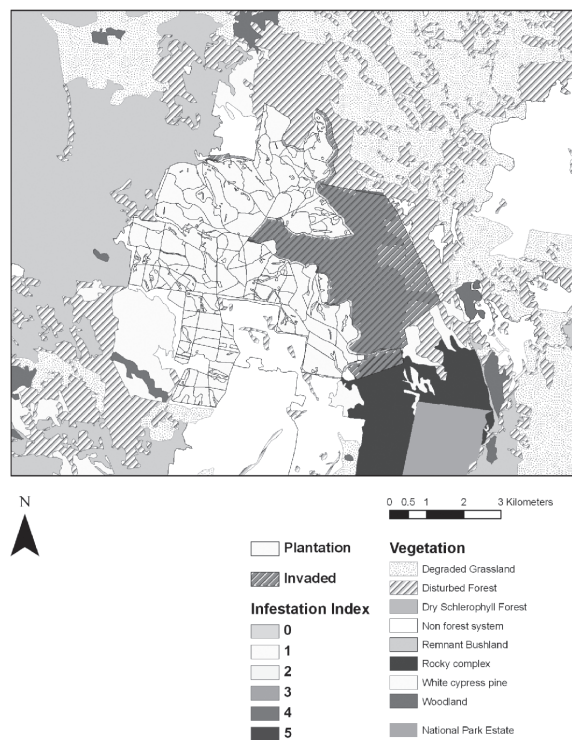 N
0 0.5 1 2 3 Kilometers
Plantation
Invaded
Infestation Index
0
1
2
3
4
5
Vegetation
Degraded Grassland
Disturbed Forest
Dry Schlerophyll Forest
Non forest system
Remnant Bushland
Rocky complex
White cypress pine
Woodland
National Park Estate